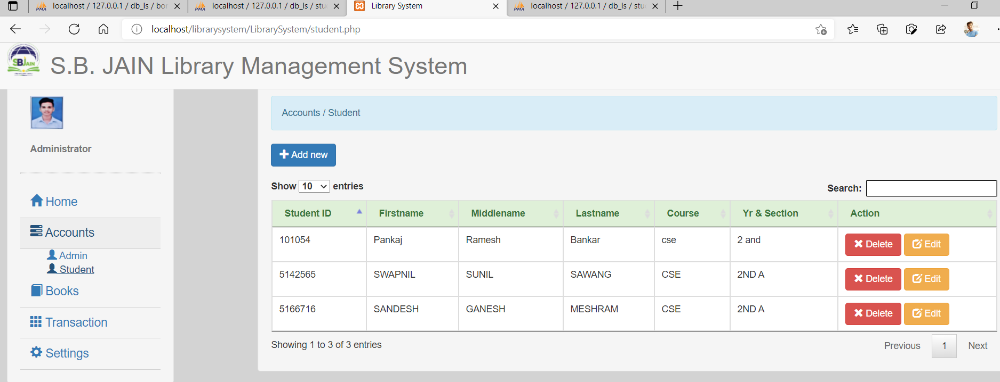 localhost / 127.0.0.1 / db_ls / bor
localhost / 127.0.0.1 / db_ls / stu
Library System
localhost / 127.0.0.1 / db_ls / stu
localhost/librarysystem/LibrarySystem/student.php
SBJAIN
S.B. JAIN Library Management System
Administrator
Home
Accounts
Admin
Student
Books
Transaction
Settings
Accounts / Student
Add new
Show 10 entries
Search:
Student ID Firstname Middlename Lastname Course Yr & Section Action
101054 Pankaj Ramesh Bankar cse 2 and Delete Edit
5142565 SWAPNIL SUNIL SAWANG CSE 2ND A Delete Edit
5166716 SANDESH GANESH MESHRAM CSE 2ND A Delete Edit
Showing 1 to 3 of 3 entries
Previous 1 Next